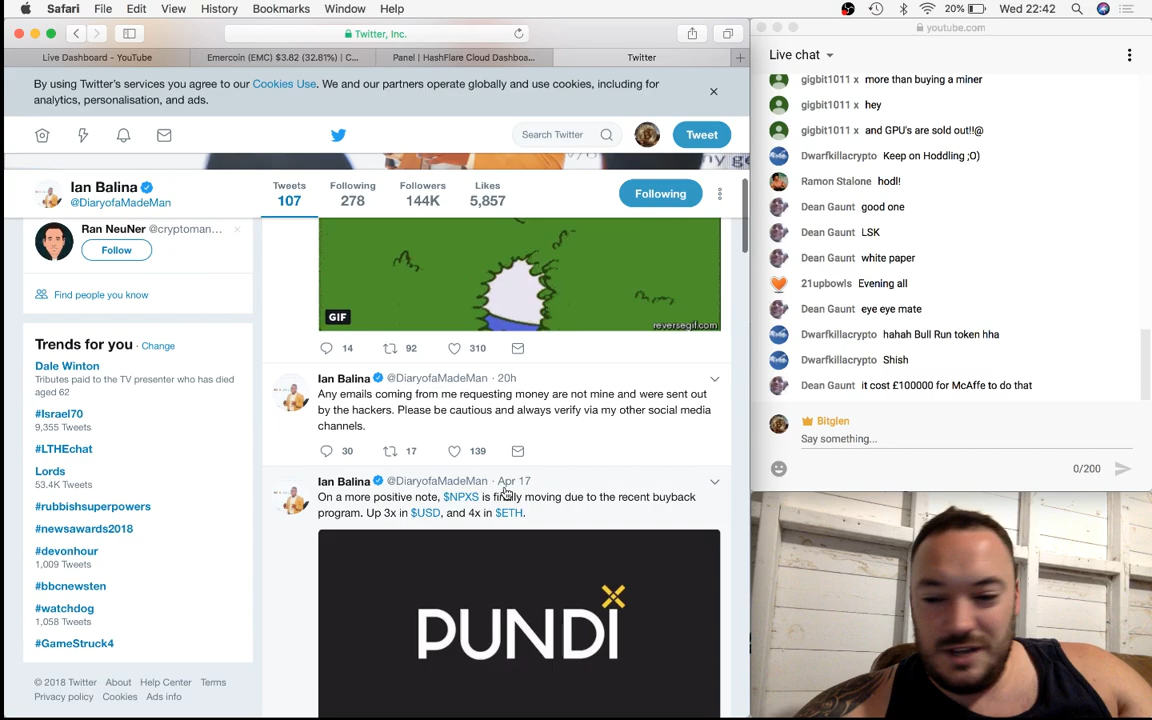 Safari File Edit View History Bookmarks Window Help
20% Wed 22:42
Twitter, Inc.
Live Dashboard - YouTube
Emercoin (EMC) $3.82 (32.81%) | C...
Panel | HashFlare Cloud Dashboa...
Twitter
By using Twitter's services you agree to our Cookies Use. We and our partners operate globally and use cookies, including for
analytics, personalisation, and ads.
Search Twitter
Tweet
Ian Balina
@DiaryofaMadeMan
Tweets
107
Following
278
Followers
144K
Likes
5,857
Following
Ran NeuNer @cryptoman...
Follow
Find people you know
Trends for you · Change
Dale Winton
Tributes paid to the TV presenter who has died
aged 62
#Israel70
9,355 Tweets
#LTHEchat
Lords
53.4K Tweets
#rubbishsuperpowers
#newsawards2018
#devonhour
1,009 Tweets
#bbcnewsten
#watchdog
1,058 Tweets
#GameStruck4
© 2018 Twitter About Help Center Terms
Privacy policy Cookies Ads info
GIF
reversegif.com
14 92 310
Ian Balina @DiaryofaMadeMan · 20h
Any emails coming from me requesting money are not mine and were sent out
by the hackers. Please be cautious and always verify via my other social media
channels.
30 17 139
Ian Balina @DiaryofaMadeMan · Apr 17
On a more positive note, $NPXS is finally moving due to the recent buyback
program. Up 3x in $USD, and 4x in $ETH.
PUNDI
youtube.com
Live chat
gigbit1011 x more than buying a miner
gigbit1011 x hey
gigbit1011 x and GPU's are sold out!!@
Dwarfkillacrypto Keep on Hoddling ;O)
Ramon Stalone hodl!
Dean Gaunt good one
Dean Gaunt LSK
Dean Gaunt white paper
21upbowls Evening all
Dean Gaunt eye eye mate
Dwarfkillacrypto hahah Bull Run token hha
Dwarfkillacrypto Shish
Dean Gaunt it cost £100000 for McAffe to do that
Bitglen
Say something...
0/200